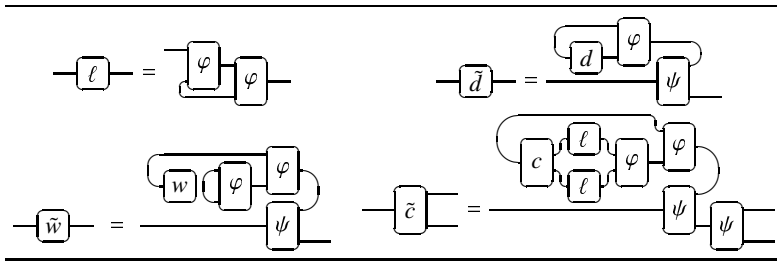 ℓ = φ φ
d̃ = d φ ψ
w̃ = w φ φ ψ
c̃ = c ℓ ℓ φ φ ψ ψ